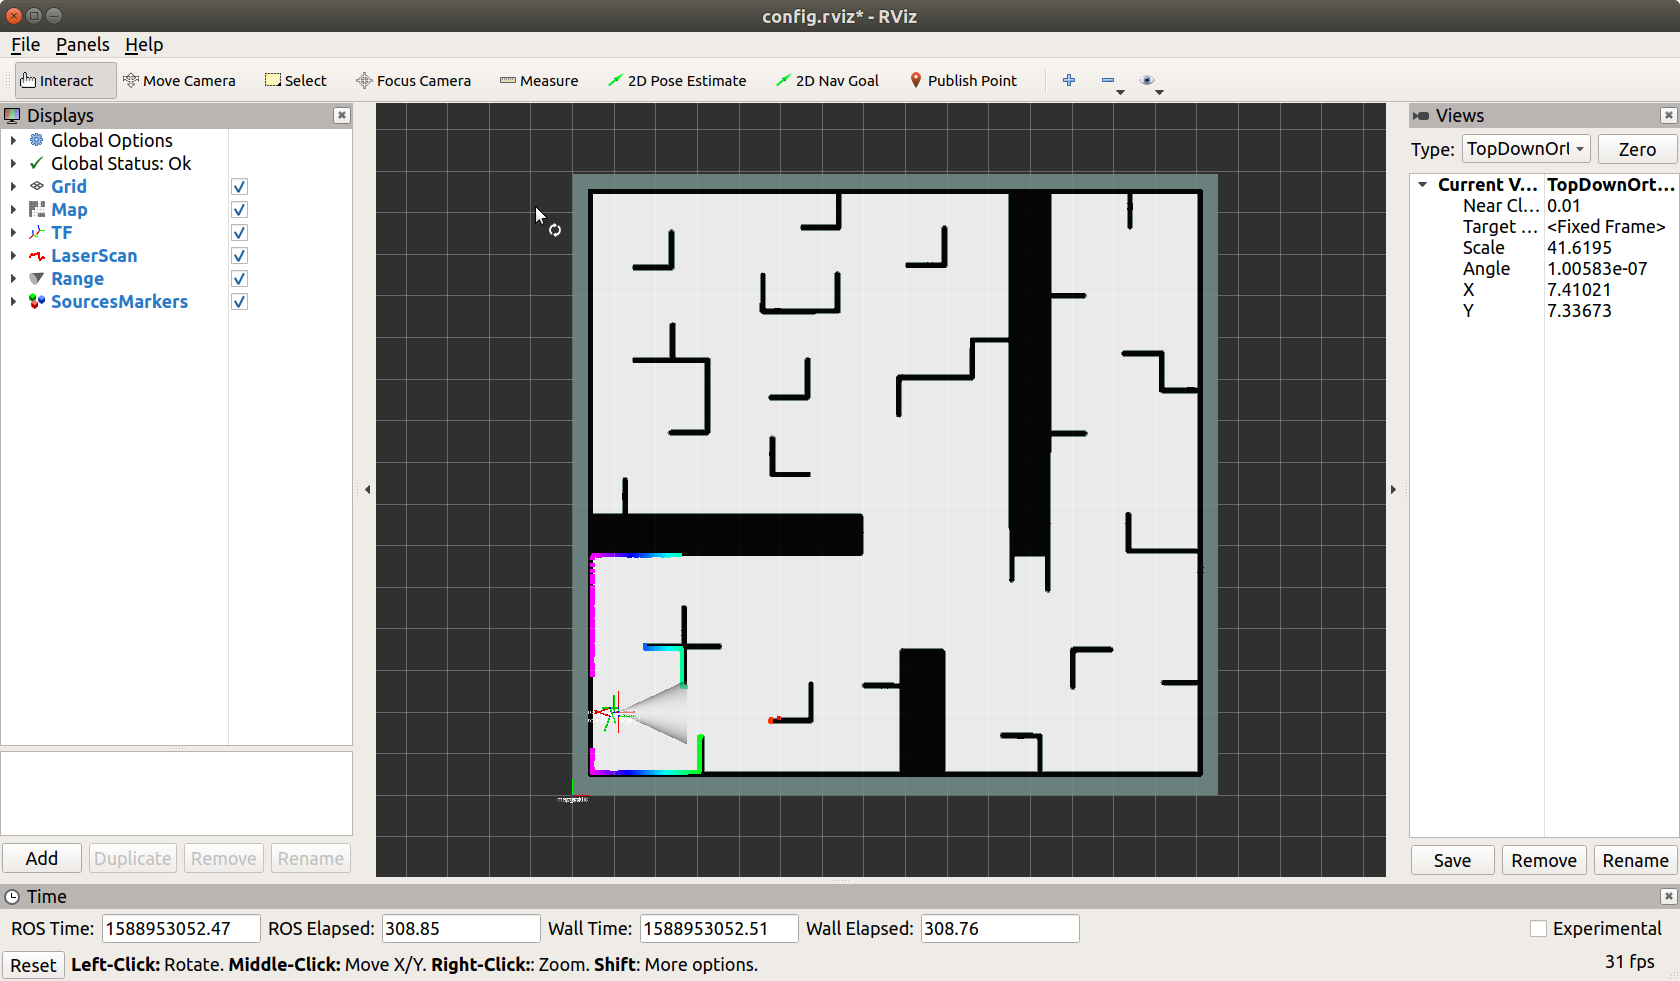 config.rviz* - RViz
File Panels Help
Interact Move Camera Select Focus Camera Measure 2D Pose Estimate 2D Nav Goal Publish Point
Displays
Global Options
Global Status: Ok
Grid
Map
TF
LaserScan
Range
SourcesMarkers
Add Duplicate Remove Rename
Views
Type: TopDownOrt Zero
Current V... TopDownOrt...
Near Cl... 0.01
Target ... <Fixed Frame>
Scale 41.6195
Angle 1.00583e-07
X 7.41021
Y 7.33673
Save Remove Rename
Time
ROS Time: 1588953052.47 ROS Elapsed: 308.85 Wall Time: 1588953052.51 Wall Elapsed: 308.76 Experimental
Reset Left-Click: Rotate. Middle-Click: Move X/Y. Right-Click:: Zoom. Shift: More options. 31 fps